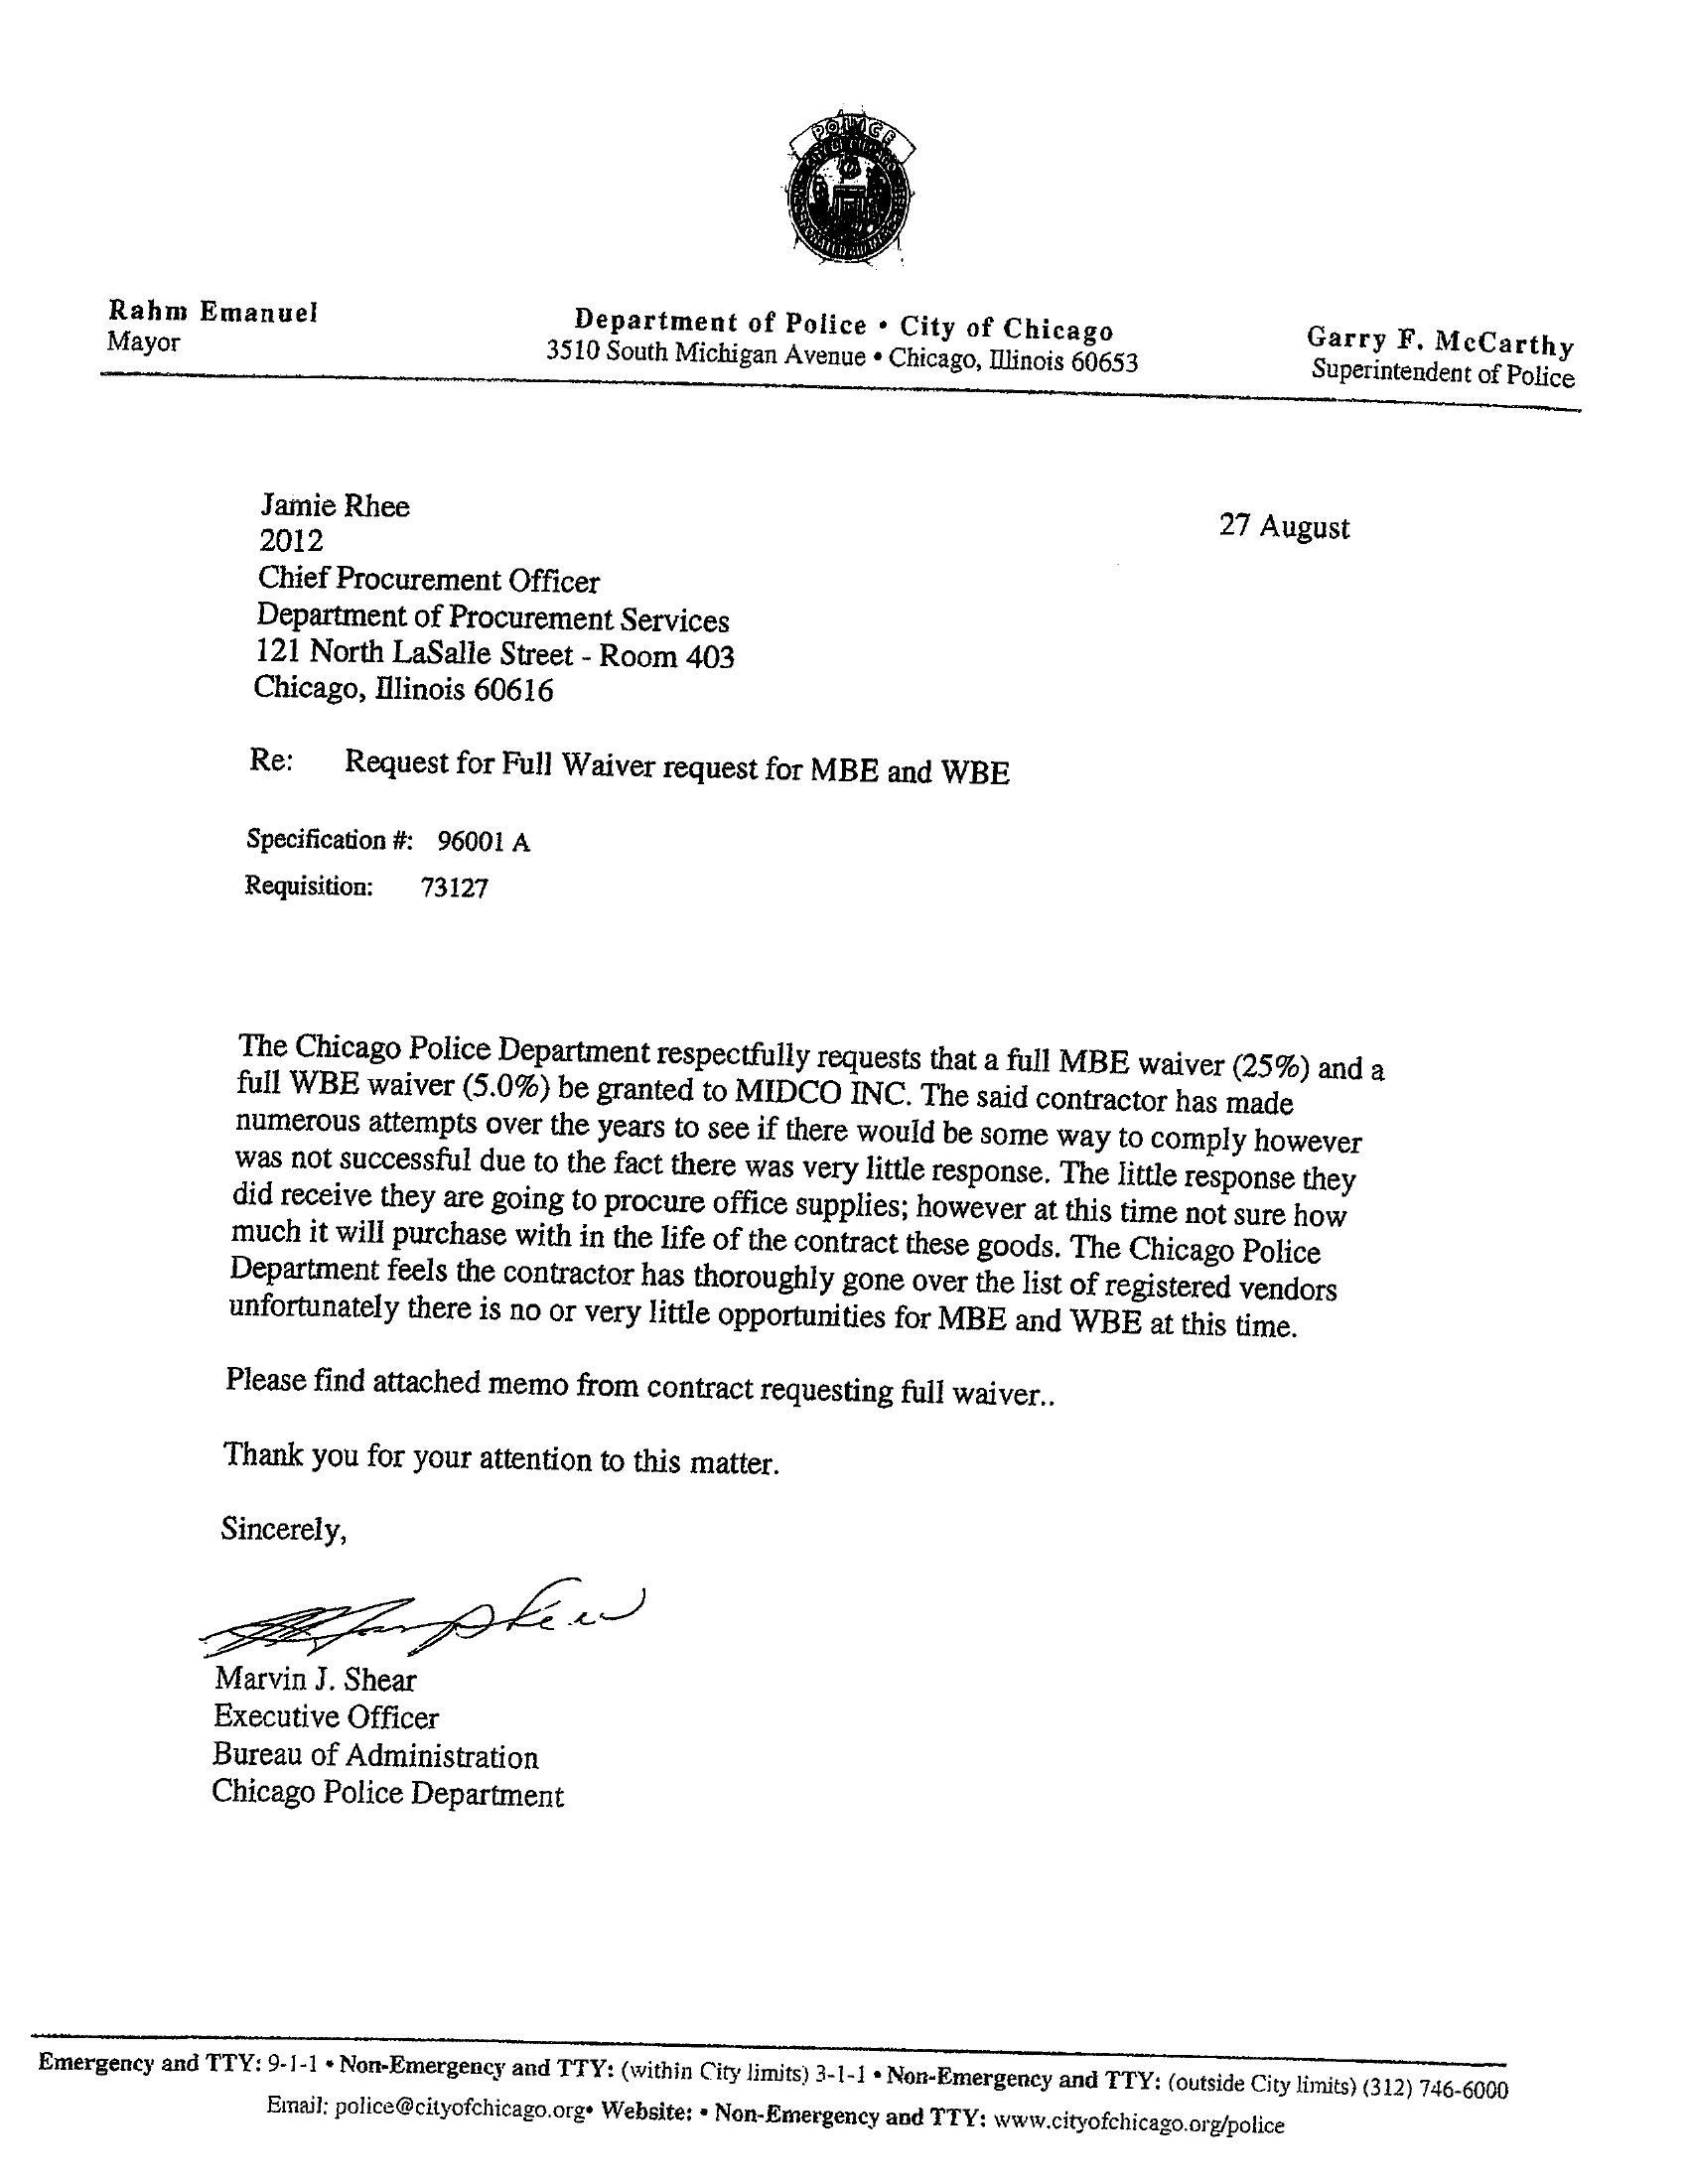 POLICE
Rahm Emanuel
Mayor
Department of Police • City of Chicago
3510 South Michigan Avenue • Chicago, Illinois 60653
Garry F. McCarthy
Superintendent of Police
Jamie Rhee
27 August
2012
Chief Procurement Officer
Department of Procurement Services
121 North LaSalle Street - Room 403
Chicago, Illinois 60616
Re: Request for Full Waiver request for MBE and WBE
Specification #: 96001 A
Requisition: 73127
The Chicago Police Department respectfully requests that a full MBE waiver (25%) and a
full WBE waiver (5.0%) be granted to MIDCO INC. The said contractor has made
numerous attempts over the years to see if there would be some way to comply however
was not successful due to the fact there was very little response. The little response they
did receive they are going to procure office supplies; however at this time not sure how
much it will purchase with in the life of the contract these goods. The Chicago Police
Department feels the contractor has thoroughly gone over the list of registered vendors
unfortunately there is no or very little opportunities for MBE and WBE at this time.
Please find attached memo from contract requesting full waiver..
Thank you for your attention to this matter.
Sincerely,
Marvin J. Shear
Executive Officer
Bureau of Administration
Chicago Police Department
Emergency and TTY: 9-1-1 • Non-Emergency and TTY: (within City limits) 3-1-1 • Non-Emergency and TTY: (outside City limits) (312) 746-6000
Email: police@cityofchicago.org• Website: • Non-Emergency and TTY: www.cityofchicago.org/police